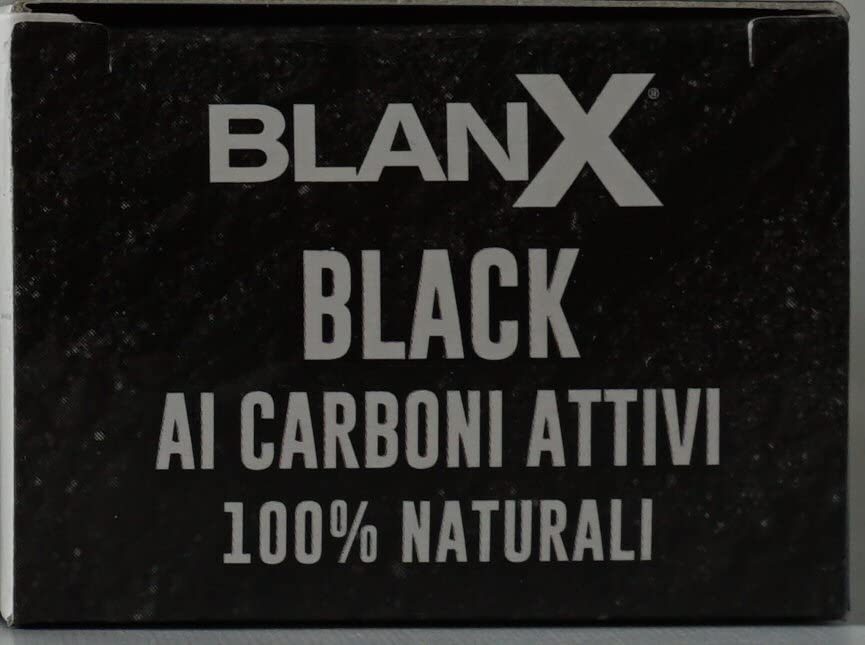 BLANX®
BLACK
AI CARBONI ATTIVI
100% NATURALI